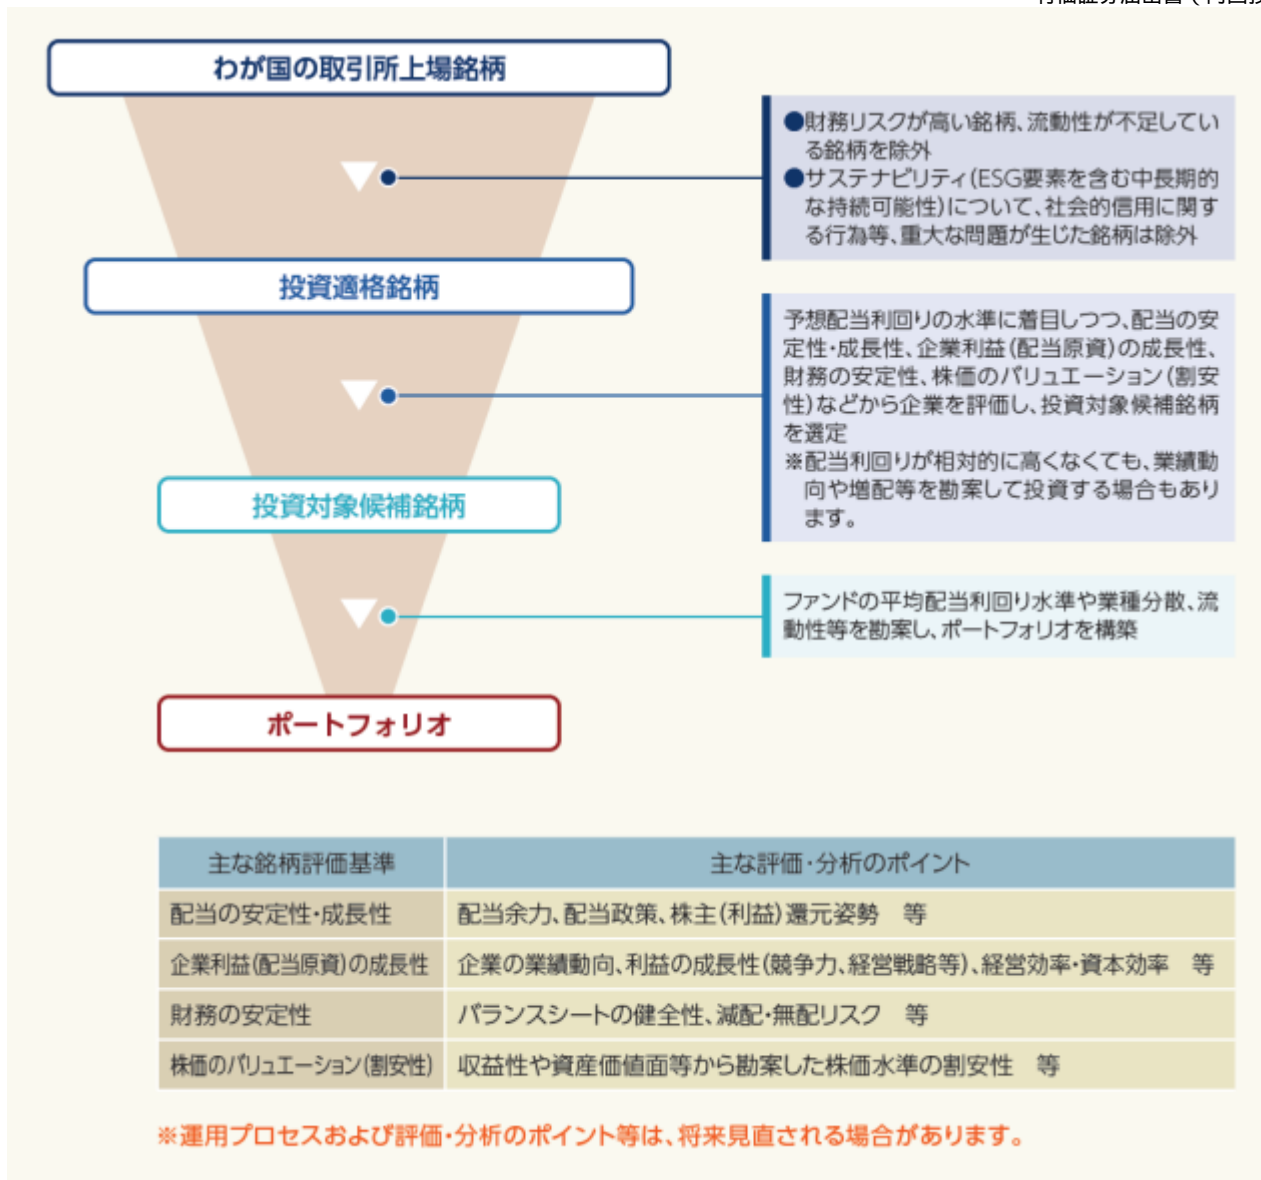 わが国の取引所上場銘柄
●財務リスクが高い銘柄、流動性が不足してい
る銘柄を除外
●サステナビリティ(ESG要素を含む中長期的
な持続可能性)について、社会的信用に関す
る行為等、重大な問題が生じた銘柄は除外
投資適格銘柄
予想配当利回りの水準に着目しつつ、配当の安
定性・成長性、企業利益(配当原資)の成長性、
財務の安定性、株価のバリュエーション(割安
性)などから企業を評価し、投資対象候補銘柄
を選定
※配当利回りが相対的に高くなくても、業績動
向や増配等を勘案して投資する場合もあり
ます。
投資対象候補銘柄
ファンドの平均配当利回り水準や業種分散、流
動性等を勘案し、ポートフォリオを構築
ポートフォリオ
主な銘柄評価基準 主な評価・分析のポイント
配当の安定性・成長性 配当余力、配当政策、株主(利益)還元姿勢 等
企業利益(配当原資)の成長性 企業の業績動向、利益の成長性(競争力、経営戦略等)、経営効率・資本効率 等
財務の安定性 バランスシートの健全性、減配・無配リスク 等
株価のバリュエーション(割安性) 収益性や資産価値面等から勘案した株価水準の割安性 等
※運用プロセスおよび評価・分析のポイント等は、将来見直される場合があります。